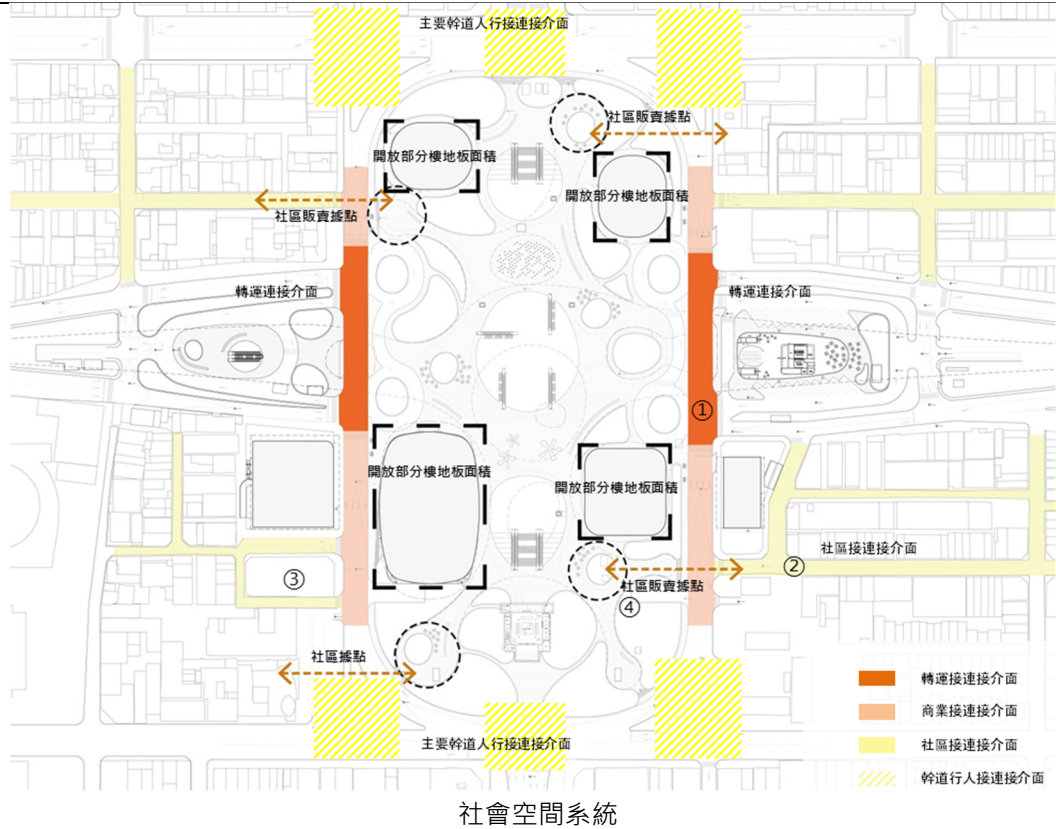 主要幹道人行接連接介面
社區販賣據點
開放部分樓地板面積
開放部分樓地板面積
社區販賣據點
轉運連接介面
轉運連接介面
①
開放部分樓地板面積
開放部分樓地板面積
社區接連接介面
②
③
社區販賣據點
④
社區據點
轉運接連接介面
商業接連接介面
主要幹道人行接連接介面
社區接連接介面
幹道行人接連接介面
社會空間系統